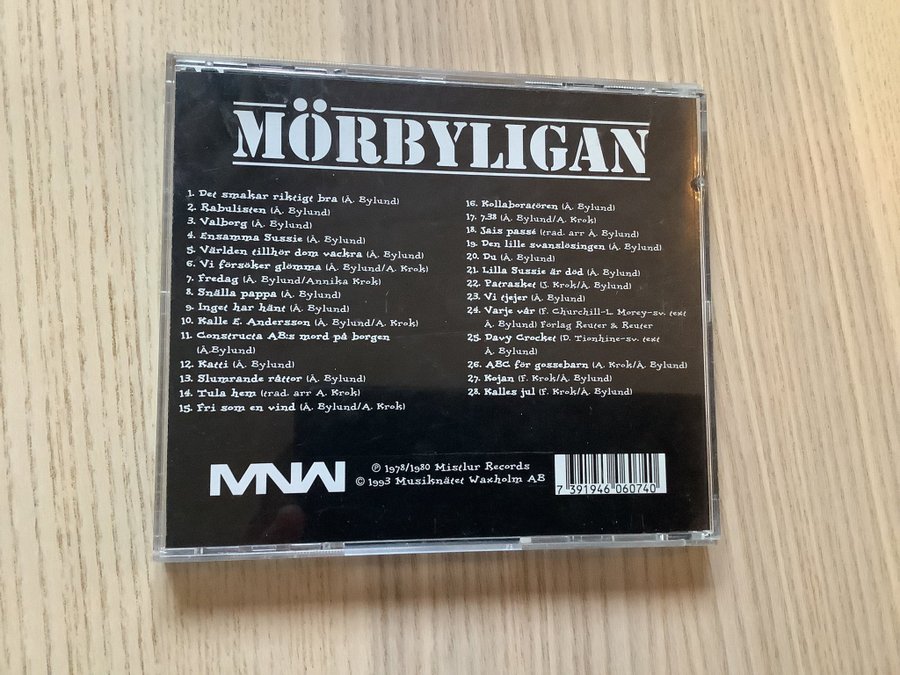 MÖRBYLIGAN
1. Det smakar riktigt bra (Å. Bylund)
2. Rabulisten (Å. Bylund)
3. Valborg (Å. Bylund)
4. Ensamma Sussie (Å. Bylund)
5. Världen tillhör dom vackra (Å. Bylund)
6. Vi försöker glömma (Å. Bylund/A. Krok)
7. Fredag (Å. Bylund/Annika Krok)
8. Snälla pappa (Å. Bylund)
9. Inget har hänt (Å. Bylund)
10. Kalle E. Andersson (Å. Bylund/A. Krok)
11. Constructa AB:s mord på borgen
(Å.Bylund)
12. Katti (Å. Bylund)
13. Slumrande råttor (Å. Bylund)
14. Tula hem (trad. arr A. Krok)
15. Fri som en vind (Å. Bylund/A. Krok)
16. Kollaboratören (Å. Bylund)
17. 7.38 (Å. Bylund/A. Krok)
18. Jais passé (trad. arr Å. Bylund)
19. Den lille svanslösingen (Å. Bylund)
20. Du (Å. Bylund)
21. Lilla Sussie är död (Å. Bylund)
22. Patrasket (J. Krok/Å. Bylund)
23. Vi tjejer (Å. Bylund)
24. Varje vår (F. Churchill-L. Morey-sv. text
Å. Bylund) Förlag Reuter & Reuter
25. Davy Crocket (D. Tionhine-sv. text
Å. Bylund)
26. ABC för gossebarn (A. Krok/Å. Bylund)
27. Kojan (F. Krok/Å. Bylund)
28. Kalles jul (F. Krok/Å. Bylund)
MNW
℗ 1978/1980 Mistlur Records
© 1993 Musiknätet Waxholm AB
7 391946 060740